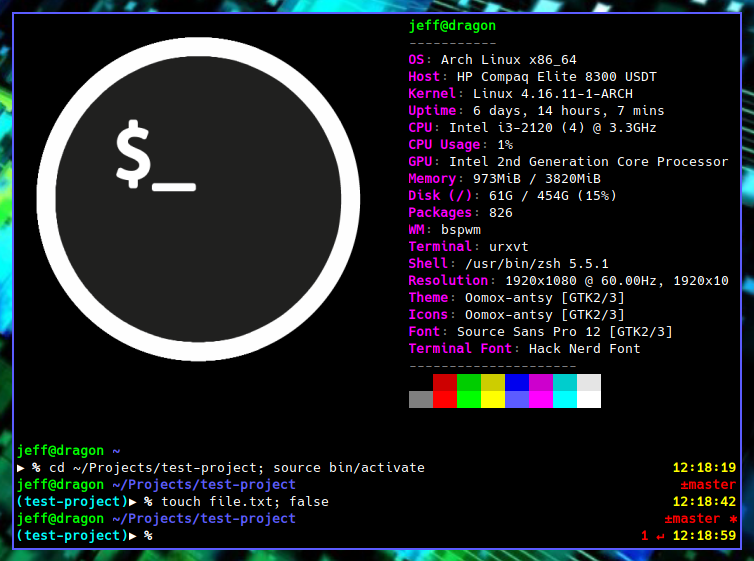 $_
jeff@dragon
-----------
OS: Arch Linux x86_64
Host: HP Compaq Elite 8300 USDT
Kernel: Linux 4.16.11-1-ARCH
Uptime: 6 days, 14 hours, 7 mins
CPU: Intel i3-2120 (4) @ 3.3GHz
CPU Usage: 1%
GPU: Intel 2nd Generation Core Processor
Memory: 973MiB / 3820MiB
Disk (/): 61G / 454G (15%)
Packages: 826
WM: bspwm
Terminal: urxvt
Shell: /usr/bin/zsh 5.5.1
Resolution: 1920x1080 @ 60.00Hz, 1920x10
Theme: Oomox-antsy [GTK2/3]
Icons: Oomox-antsy [GTK2/3]
Font: Source Sans Pro 12 [GTK2/3]
Terminal Font: Hack Nerd Font
---------------------
jeff@dragon ~
▶ % cd ~/Projects/test-project; source bin/activate 12:18:19
jeff@dragon ~/Projects/test-project ±master
(test-project)▶ % touch file.txt; false 12:18:42
jeff@dragon ~/Projects/test-project ±master ✱
(test-project)▶ % 1 ↵ 12:18:59